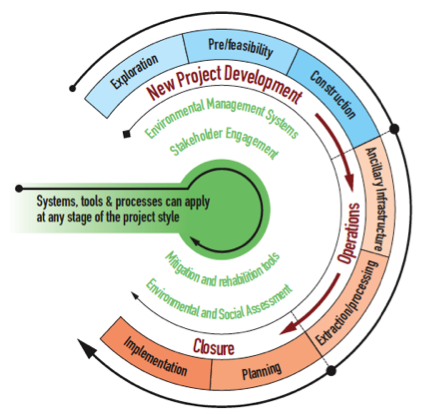 Exploration
Pre/feasibility
Construction
New Project Development
Environmental Management Systems
Stakeholder Engagement
Systems, tools & processes can apply
at any stage of the project style
Ancillary Infrastructure
Operations
Extraction/processing
Mitigation and rehabilition tools
Environmental and Social Assessment
Closure
Planning
Implementation